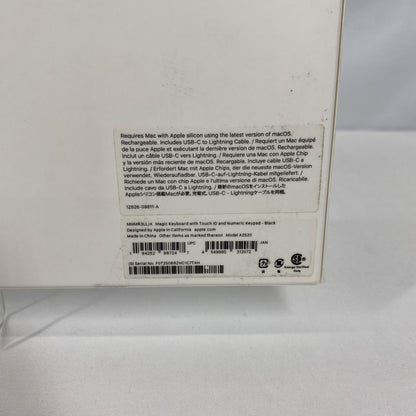 Requires Mac with Apple silicon using the latest version of macOS.
Rechargeable. Includes USB-C to Lightning Cable. / Requiert un Mac équipé
de la puce Apple et exécutant la dernière version de macOS. Rechargeable.
Inclut un câble USB-C vers Lightning. / Requiere una Mac con Apple Chip
y la versión más reciente de macOS. Recargable. Incluye cable USB-C a
Lightning. / Erfordert Mac mit Apple Chips, der die neueste macOS-Version
verwendet. Wiederaufladbar. USB-C-auf-Lightning-Kabel mitgeliefert.
/ Richiede un Mac con chip Apple e l'ultima versione di macOS. Ricaricabile.
Include cavo da USB-C a Lightning. / 最新のmacOSをインストールした
Appleシリコン搭載Macが必要。充電式。USB-C - Lightningケーブルを同梱。
MMMR3LL/A Magic Keyboard with Touch ID and Numeric Keypad - Black
Designed by Apple in California apple.com
Made in China Other items as marked thereon Model A2520
UPC
JAN
Energy Verified